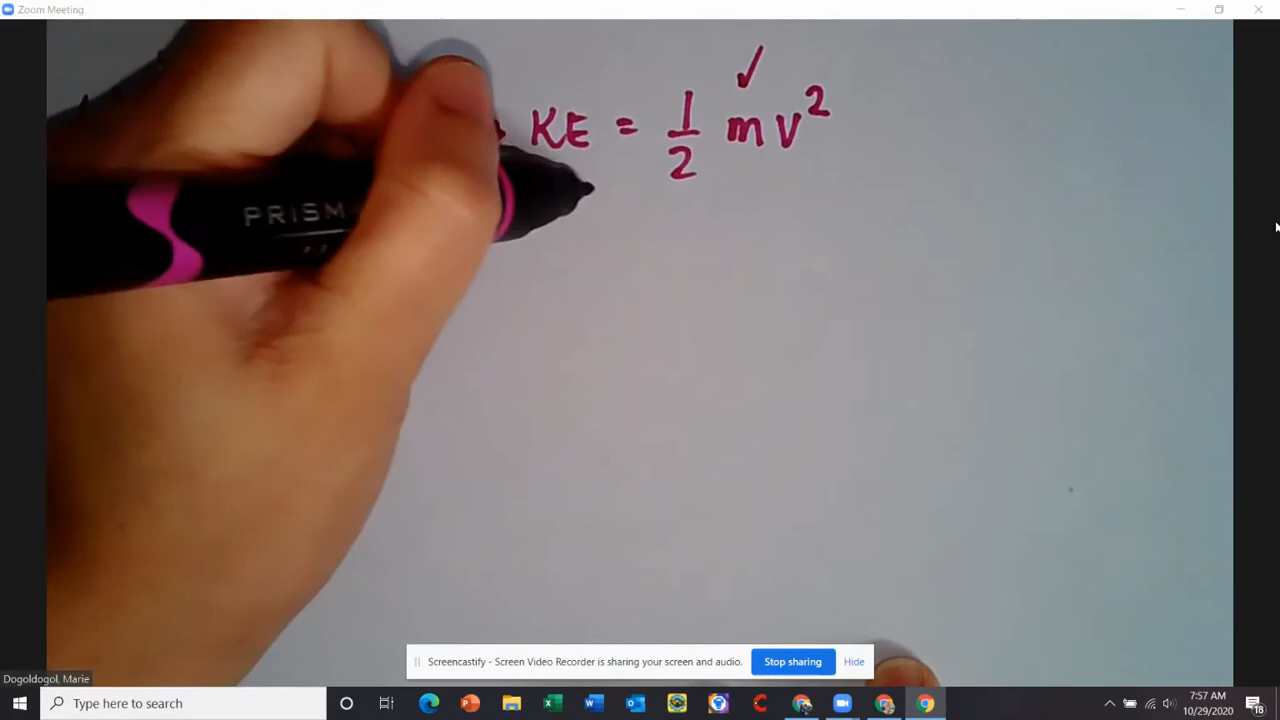 Zoom Meeting
KE = 1/2 mv² ✓
PRISM
Screencastify - Screen Video Recorder is sharing your screen and audio.
Stop sharing
Hide
Dogoldogol, Marie
Type here to search
7:57 AM
10/29/2020
18